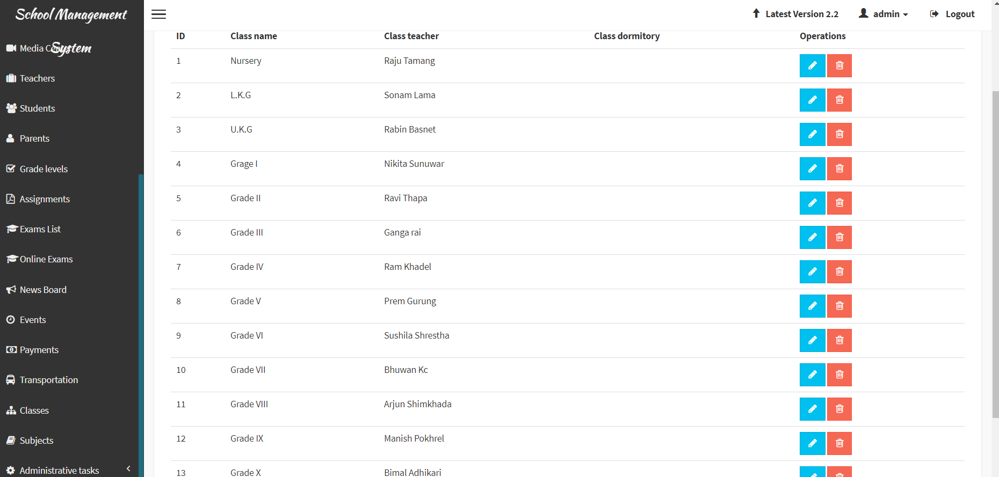 School Management
System
Media Center
Teachers
Students
Parents
Grade levels
Assignments
Exams List
Online Exams
News Board
Events
Payments
Transportation
Classes
Subjects
Administrative tasks
Latest Version 2.2 admin Logout
ID Class name Class teacher Class dormitory Operations
1 Nursery Raju Tamang
2 L.K.G Sonam Lama
3 U.K.G Rabin Basnet
4 Grage I Nikita Sunuwar
5 Grade II Ravi Thapa
6 Grade III Ganga rai
7 Grade IV Ram Khadel
8 Grade V Prem Gurung
9 Grade VI Sushila Shrestha
10 Grade VII Bhuwan Kc
11 Grade VIII Arjun Shimkhada
12 Grade IX Manish Pokhrel
13 Grade X Bimal Adhikari